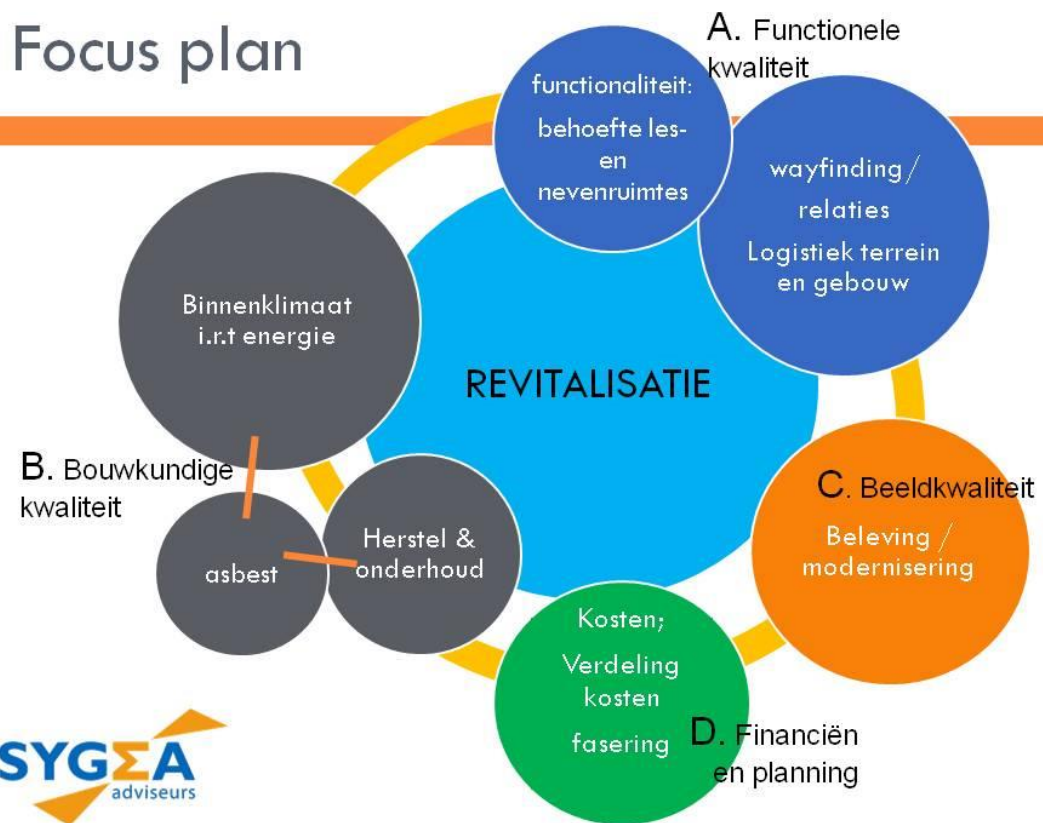 Focus plan
A. Functionele
kwaliteit
functionaliteit:
behoefte les-
en
nevenruimtes
wayfinding /
relaties
Logistiek terrein
en gebouw
Binnenklimaat
i.r.t energie
REVITALISATIE
B. Bouwkundige
kwaliteit
asbest
Herstel &
onderhoud
C. Beeldkwaliteit
Beleving /
modernisering
Kosten;
Verdeling
kosten
fasering
D. Financiën
en planning
SYGΣA
adviseurs